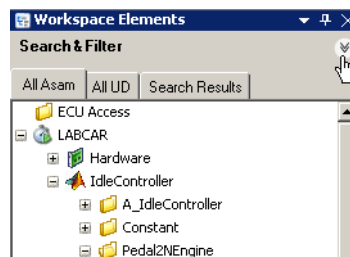 Workspace Elements
Search & Filter
All Asam All UD Search Results
ECU Access
LABCAR
Hardware
IdleController
A_IdleController
Constant
Pedal2NEngine